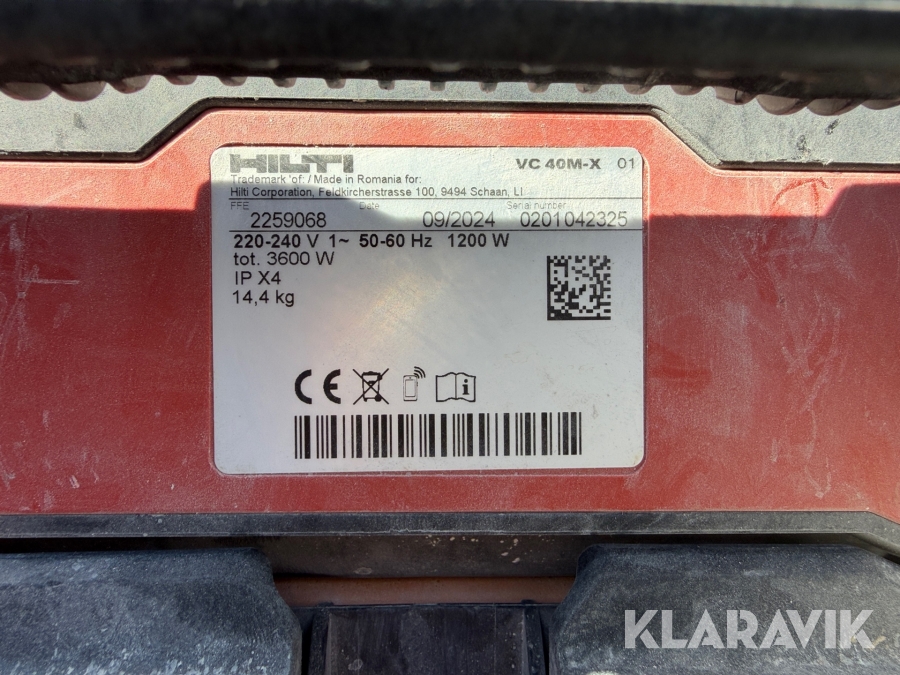 HILTI VC 40M-X 01
Trademark of: / Made in Romania for:
Hilti Corporation, Feldkircherstrasse 100, 9494 Schaan, LI
Date Serial number
2259068 09/2024 0201042325
220-240 V 1~ 50-60 Hz 1200 W
tot. 3600 W
IP X4
14,4 kg
CE
KLARAVIK